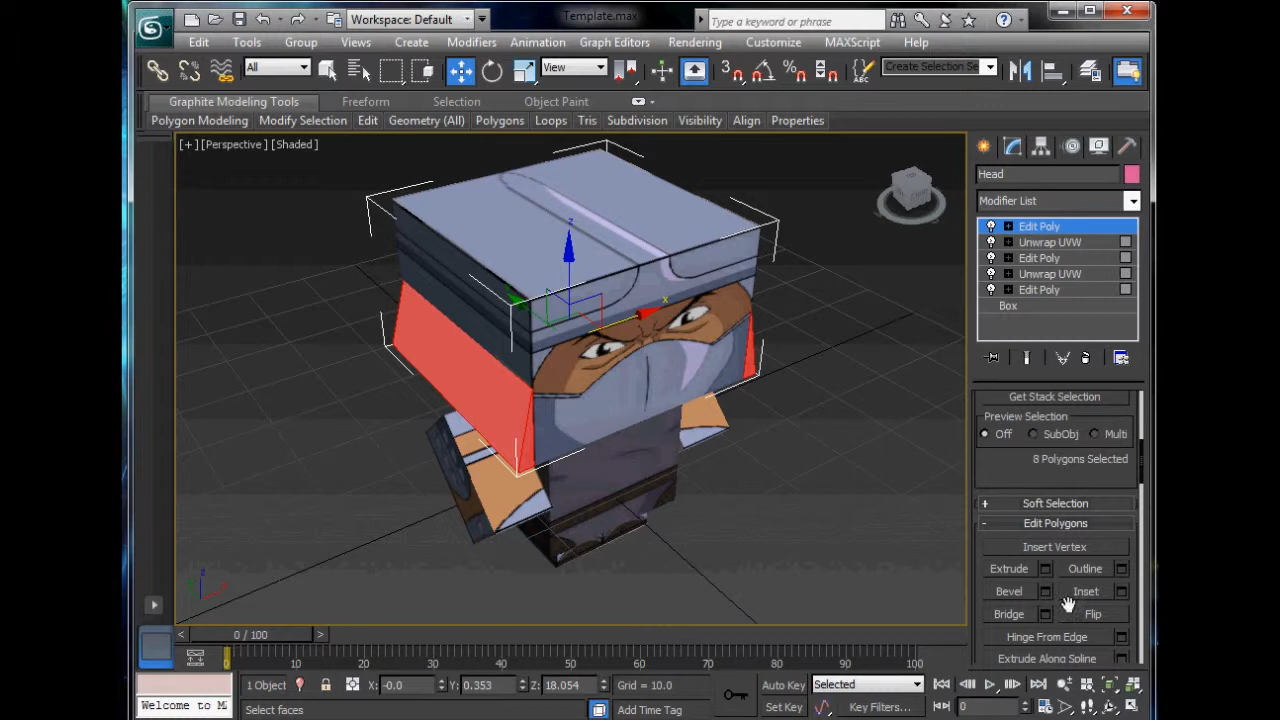 Workspace: Default
Template.max
Type a keyword or phrase
Edit Tools Group Views Create Modifiers Animation Graph Editors Rendering Customize MAXScript Help
All
View
3
Create Selection Se
Graphite Modeling Tools Freeform Selection Object Paint
Polygon Modeling Modify Selection Edit Geometry (All) Polygons Loops Tris Subdivision Visibility Align Properties
[+] [Perspective] [Shaded]
Head
Modifier List
Edit Poly
Unwrap UVW
Edit Poly
Unwrap UVW
Edit Poly
Box
z
x
Get Stack Selection
Preview Selection
Off SubObj Multi
8 Polygons Selected
+ Soft Selection
- Edit Polygons
Insert Vertex
Extrude Outline
Bevel Inset
Bridge Flip
Hinge From Edge
Extrude Along Spline
z
< 0 / 100 >
0 10 20 30 40 50 60 70 80 90 100
1 Object X: -0.0 Y: 0.353 Z: 18.054 Grid = 10.0 Auto Key Selected
Welcome to M
Select faces Add Time Tag Set Key Key Filters... 0